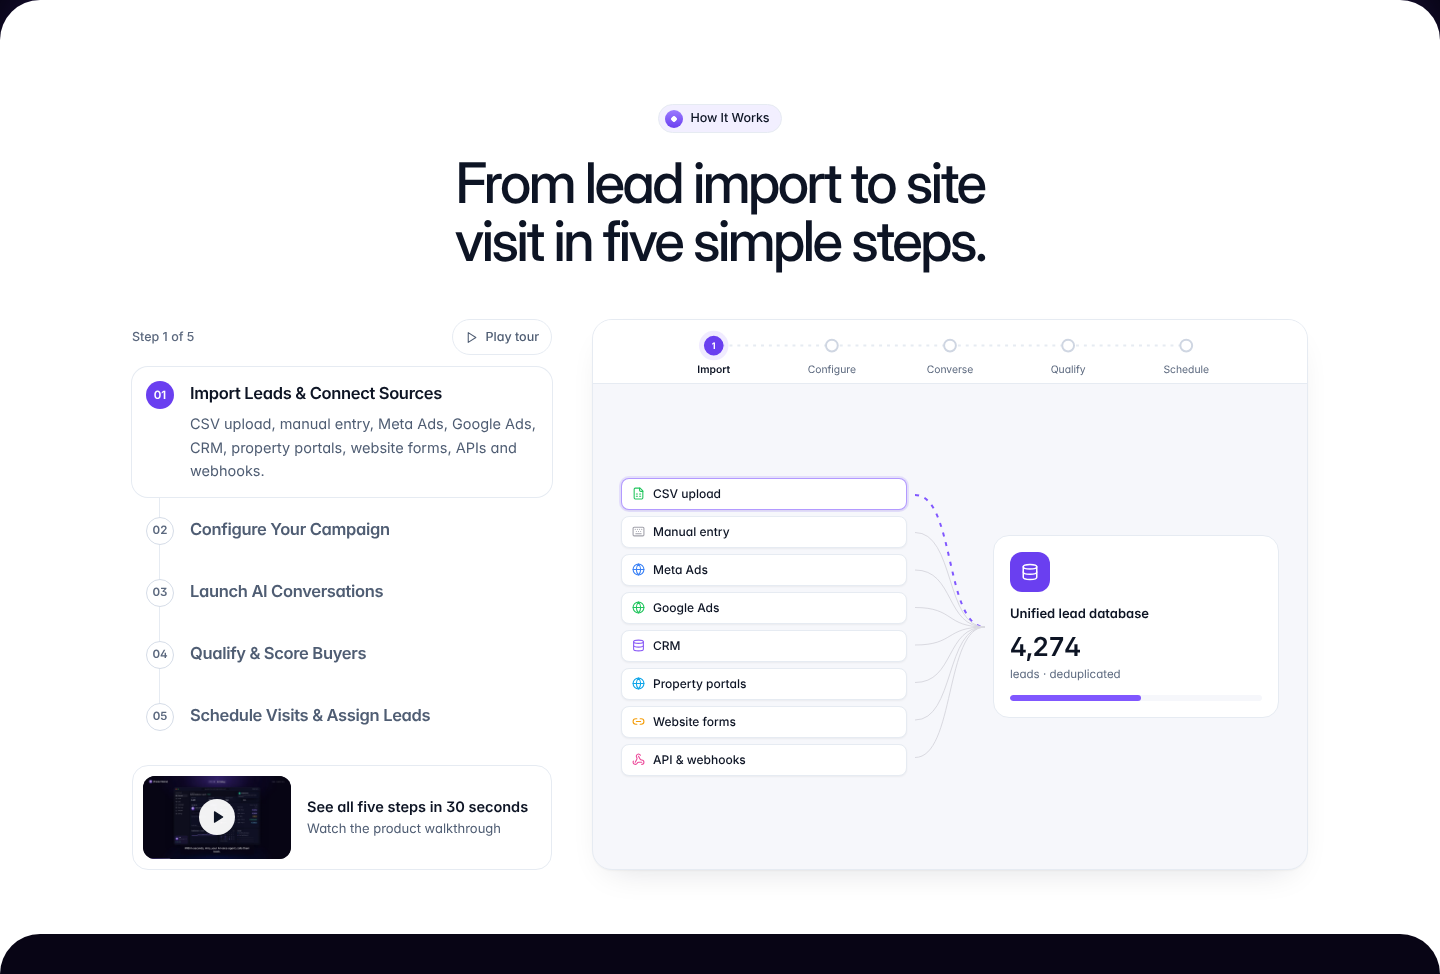 How It Works
From lead import to site
visit in five simple steps.
Step 1 of 5
Play tour
01
Import Leads & Connect Sources
CSV upload, manual entry, Meta Ads, Google Ads,
CRM, property portals, website forms, APIs and
webhooks.
02
Configure Your Campaign
03
Launch AI Conversations
04
Qualify & Score Buyers
05
Schedule Visits & Assign Leads
See all five steps in 30 seconds
Watch the product walkthrough
1
Import
Configure
Converse
Qualify
Schedule
CSV upload
Manual entry
Meta Ads
Google Ads
CRM
Property portals
Website forms
API & webhooks
Unified lead database
4,274
leads · deduplicated